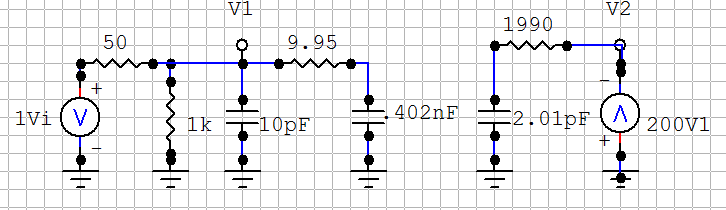 V1
V2
50
9.95
1990
+
−
1Vi
V
−
1k
10pF
.402nF
2.01pF
V
200V1
+